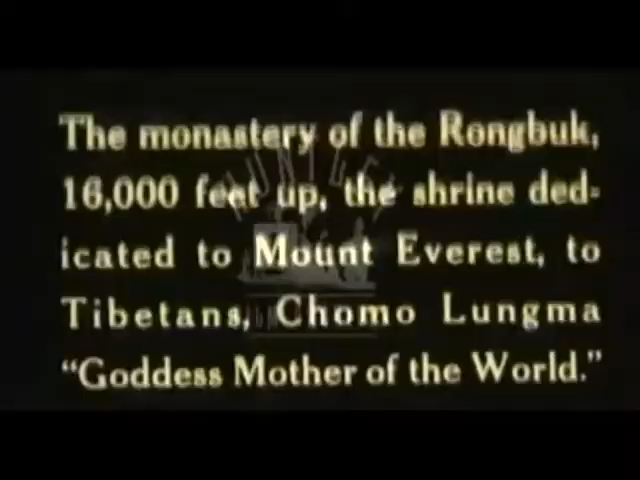 The monastery of the Rongbuk,
16,000 feet up, the shrine ded-
icated to Mount Everest, to
Tibetans, Chomo Lungma
“Goddess Mother of the World.”
HUNTLEY